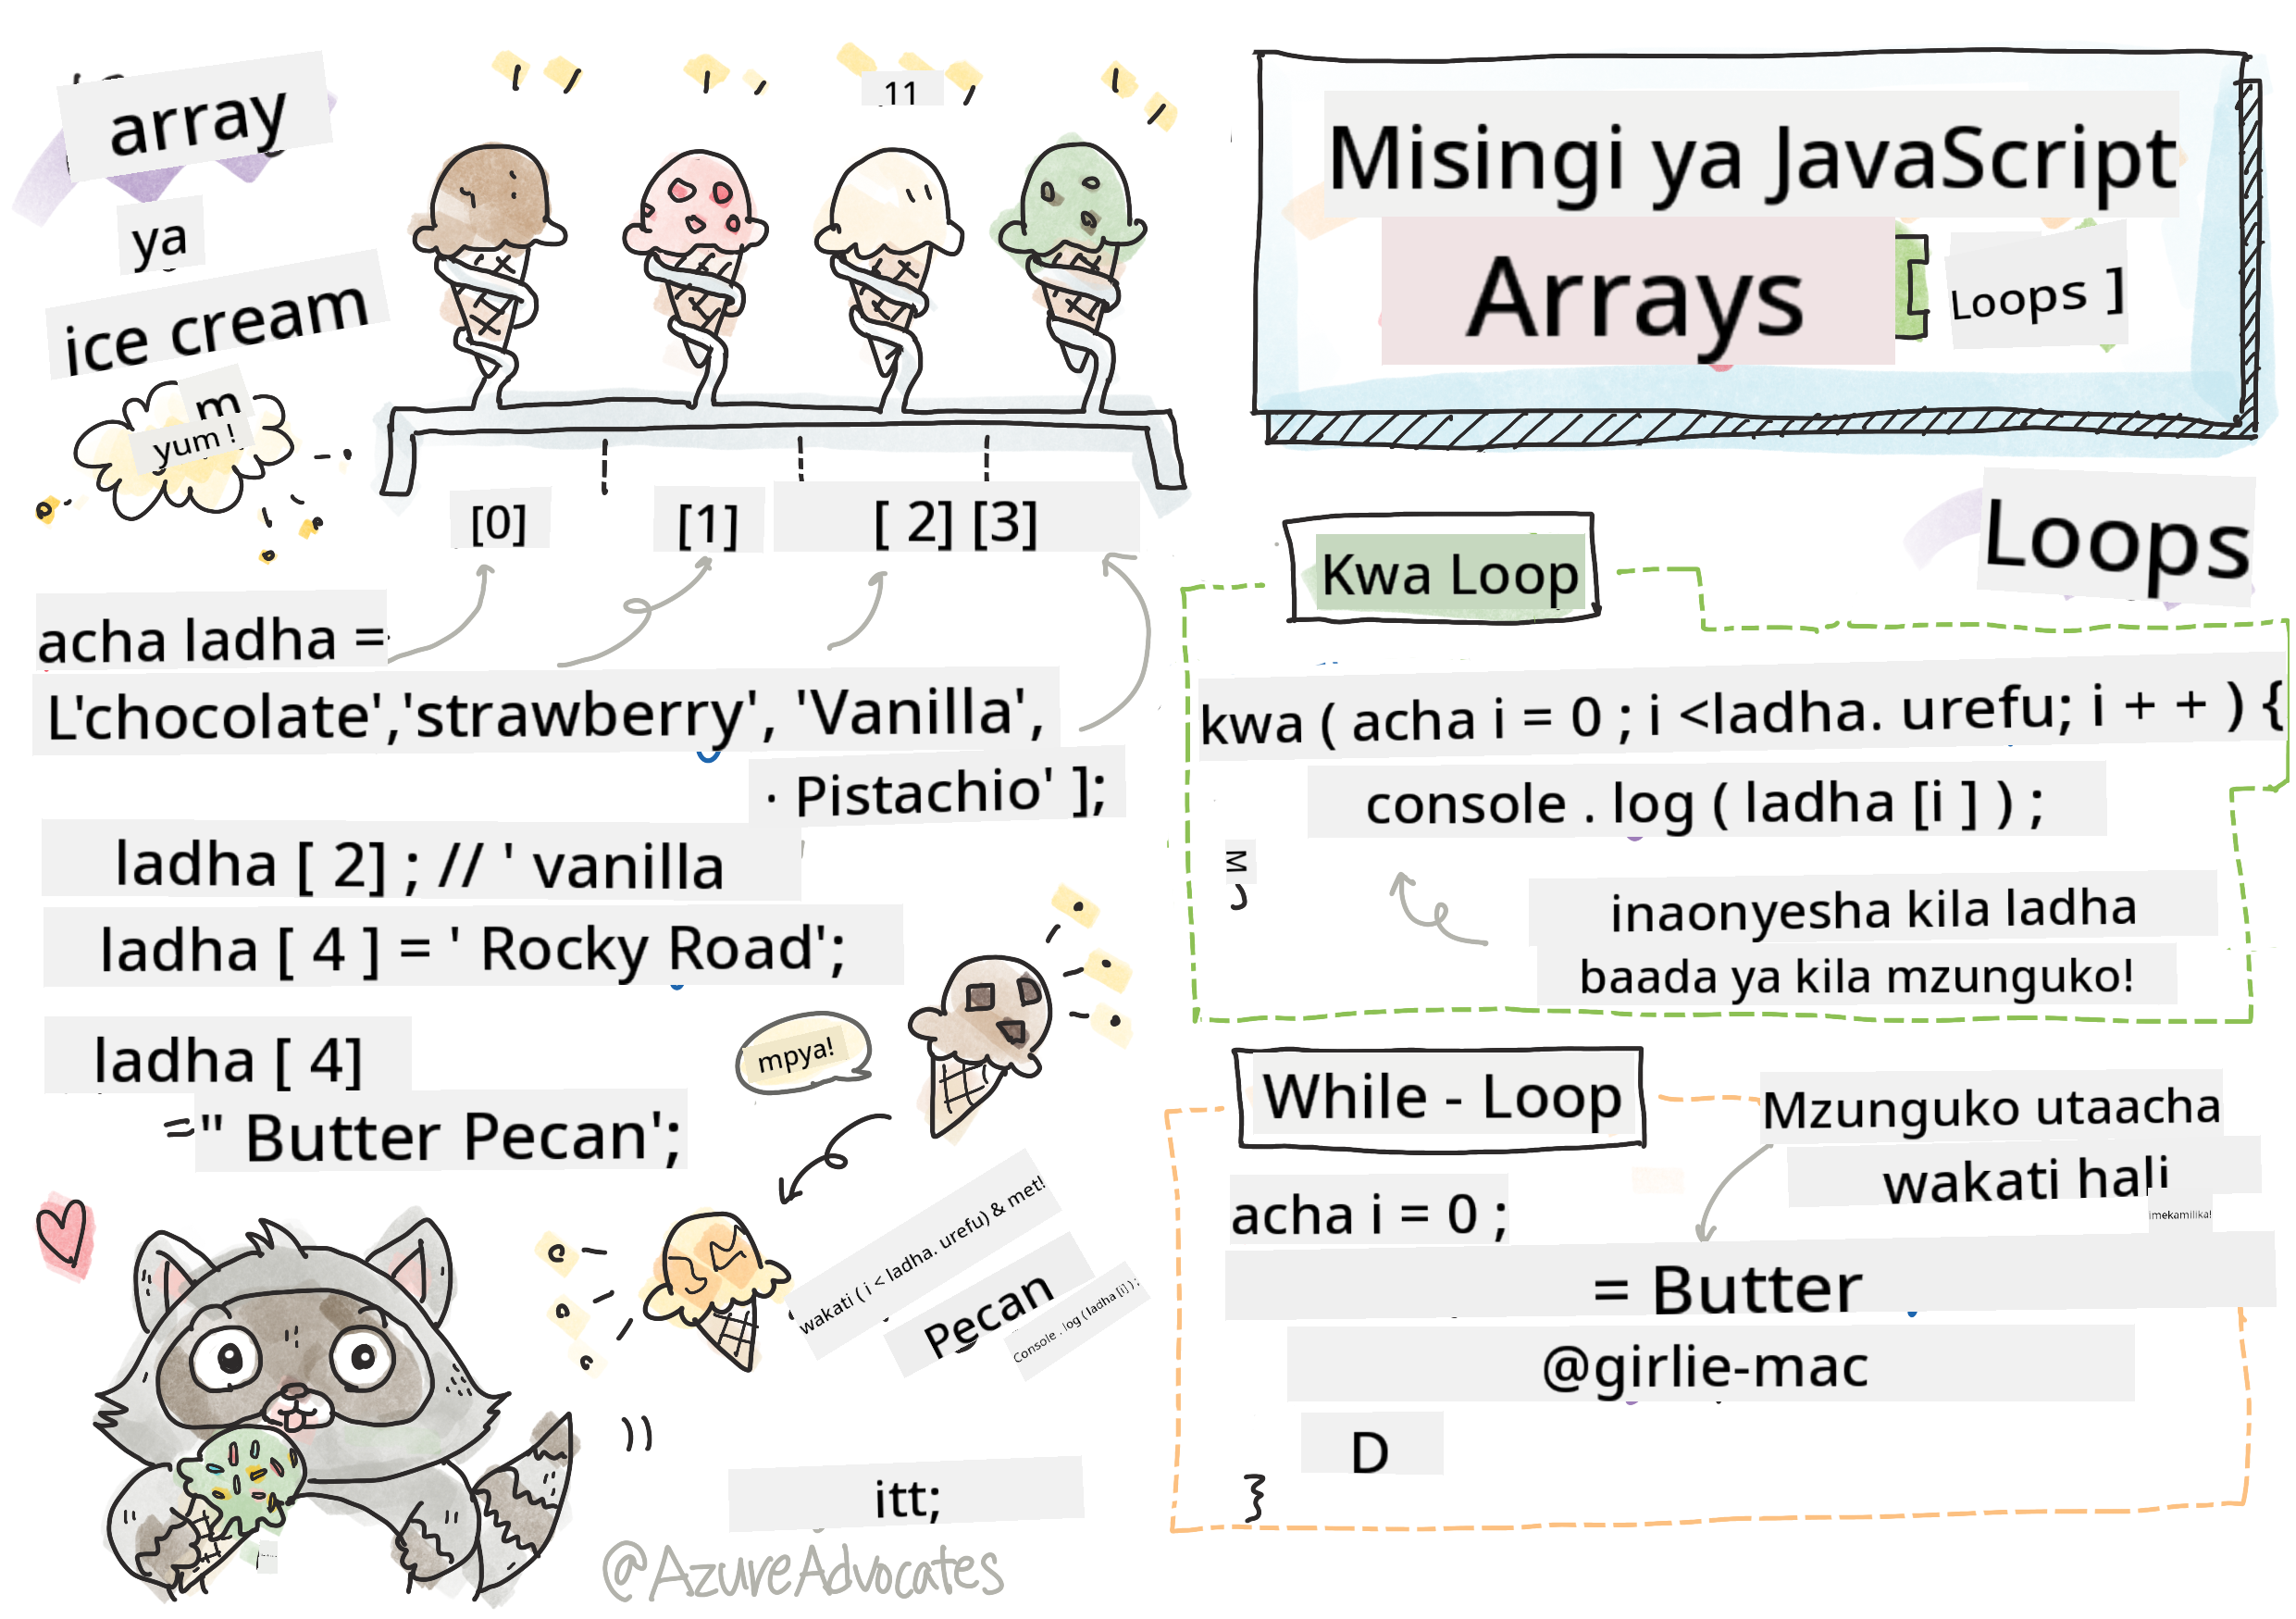 array
ya
ice cream
m
yum !
11
[0]
[1]
[ 2] [3]
acha ladha =
L'chocolate','strawberry', 'Vanilla',
· Pistachio' ];
ladha [ 2] ; // ' vanilla
ladha [ 4 ] = ' Rocky Road';
ladha [ 4]
=" Butter Pecan';
mpya!
wakati ( i < ladha. urefu) & met!
Pecan
Console . log ( ladha [i] ) ;
itt;
@AzureAdvocates
Misingi ya JavaScript
Arrays
[ Loops ]
Loops
Kwa Loop
kwa ( acha i = 0 ; i <ladha. urefu; i + + ) {
console . log ( ladha [i ] ) ;
M
inaonyesha kila ladha
baada ya kila mzunguko!
While - Loop
Mzunguko utaacha
wakati hali
imekamilika!
acha i = 0 ;
= Butter
@girlie-mac
D
}